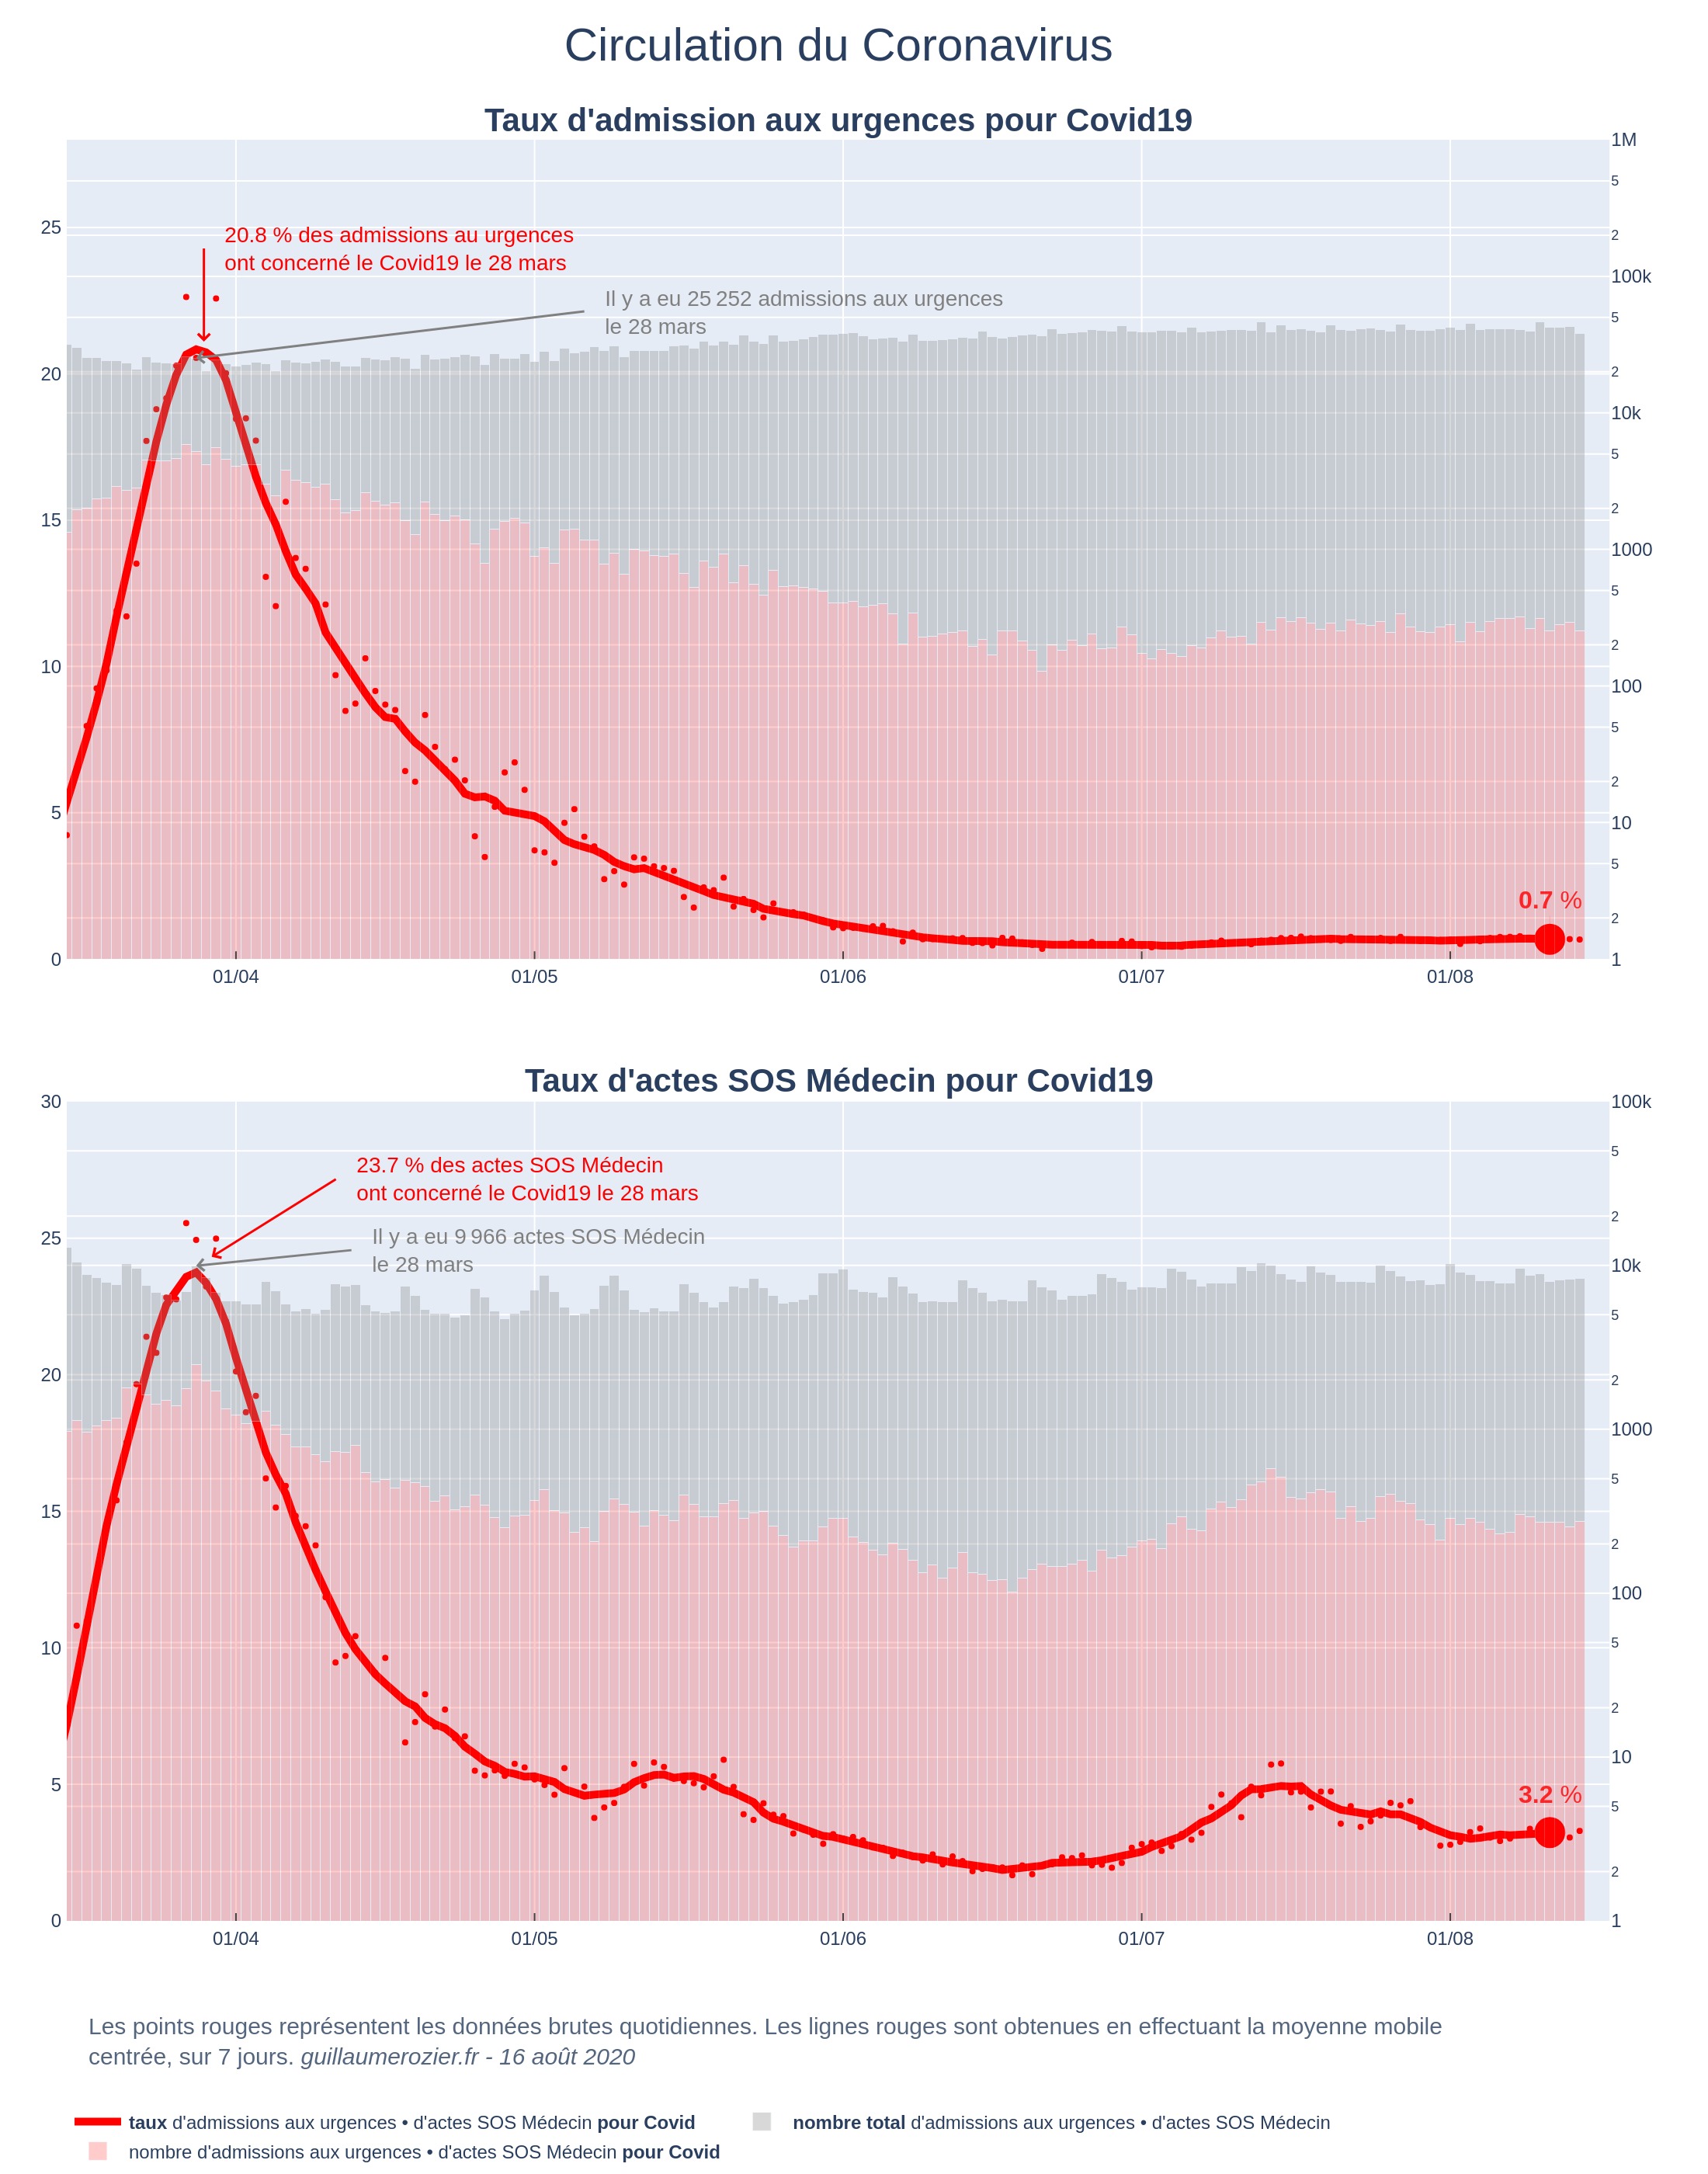 Circulation du Coronavirus
Taux d'admission aux urgences pour Covid19
1M
5
25
2
20.8 % des admissions au urgences
ont concerné le Covid19 le 28 mars
100k
Il y a eu 25 252 admissions aux urgences
le 28 mars
5
20
2
10k
5
15
2
1000
5
10
2
100
5
2
5
10
5
0.7 %
2
0
1
01/04
01/05
01/06
01/07
01/08
Taux d'actes SOS Médecin pour Covid19
30
100k
5
23.7 % des actes SOS Médecin
ont concerné le Covid19 le 28 mars
2
25
Il y a eu 9 966 actes SOS Médecin
le 28 mars
10k
5
20
2
1000
5
15
2
100
10
5
2
10
5
3.2 %
5
2
0
1
01/04
01/05
01/06
01/07
01/08
Les points rouges représentent les données brutes quotidiennes. Les lignes rouges sont obtenues en effectuant la moyenne mobile
centrée, sur 7 jours. guillaumerozier.fr - 16 août 2020
taux d'admissions aux urgences • d'actes SOS Médecin pour Covid
nombre total d'admissions aux urgences • d'actes SOS Médecin
nombre d'admissions aux urgences • d'actes SOS Médecin pour Covid